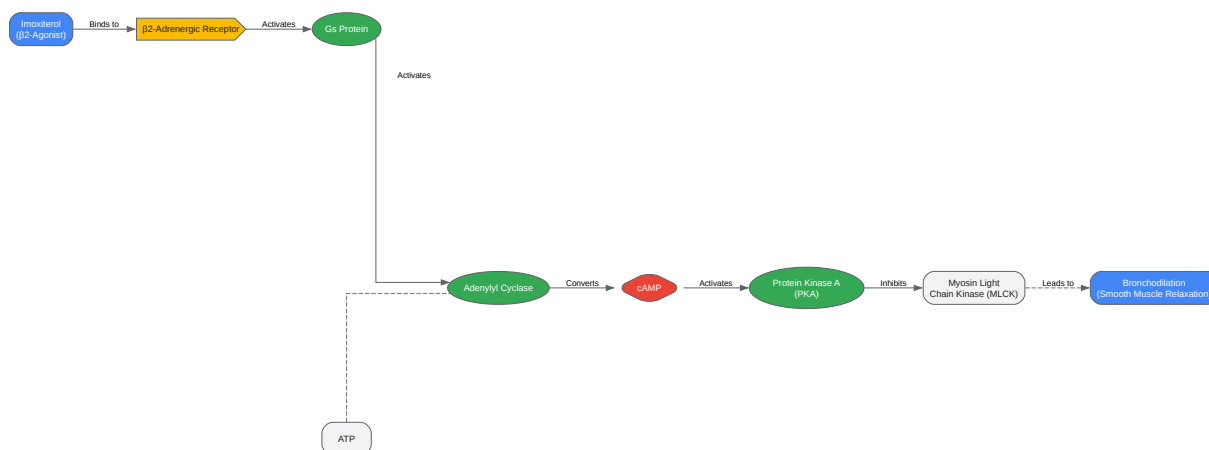 Imoxiterol
(β2-Agonist)
Binds to
β2-Adrenergic Receptor
Activates
Gs Protein
Activates
Adenylyl Cyclase
Converts
cAMP
Activates
Protein Kinase A
(PKA)
Inhibits
Myosin Light
Chain Kinase (MLCK)
Leads to
Bronchodilation
(Smooth Muscle Relaxation)
ATP